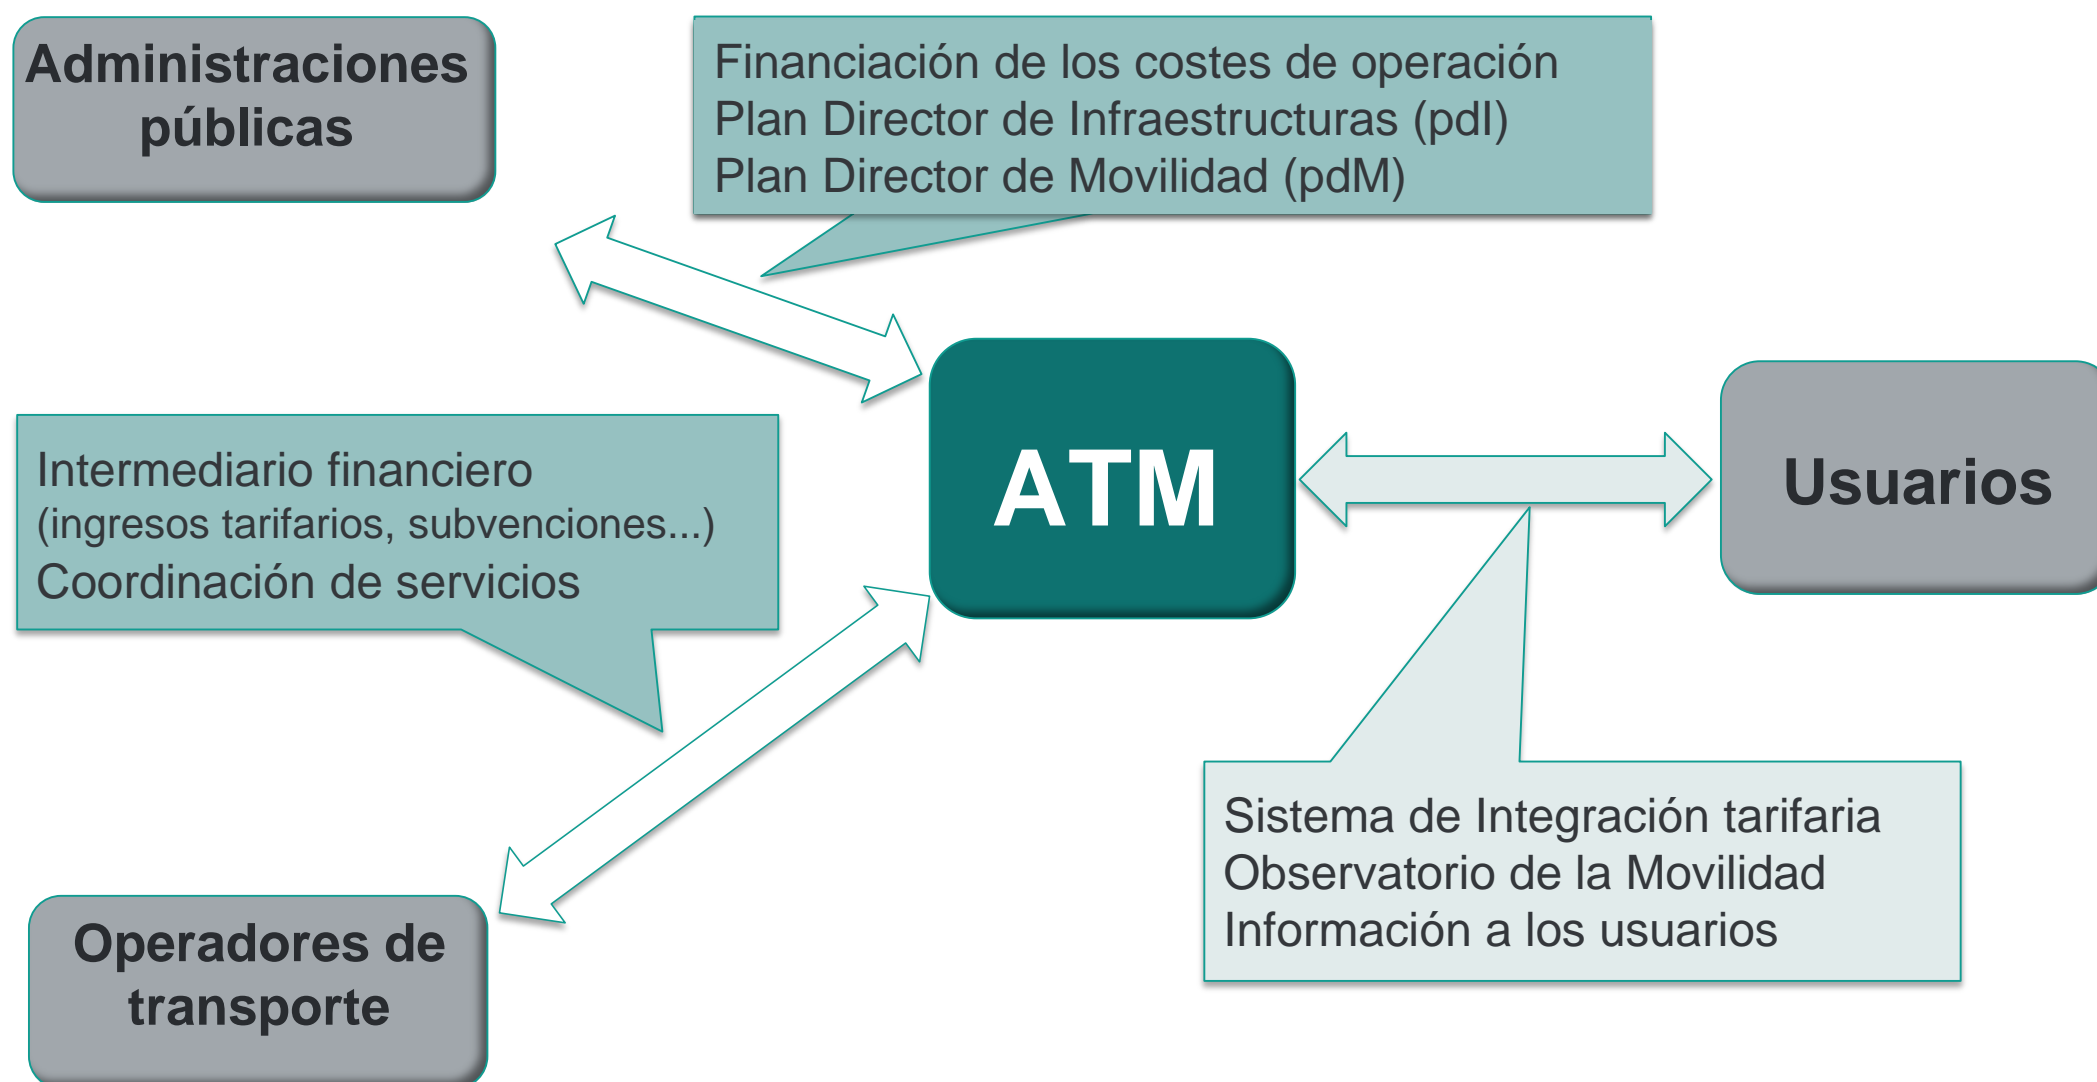 Administraciones
públicas
Financiación de los costes de operación
Plan Director de Infraestructuras (pdI)
Plan Director de Movilidad (pdM)
Intermediario financiero
(ingresos tarifarios, subvenciones...)
Coordinación de servicios
ATM
Usuarios
Operadores de
transporte
Sistema de Integración tarifaria
Observatorio de la Movilidad
Información a los usuarios